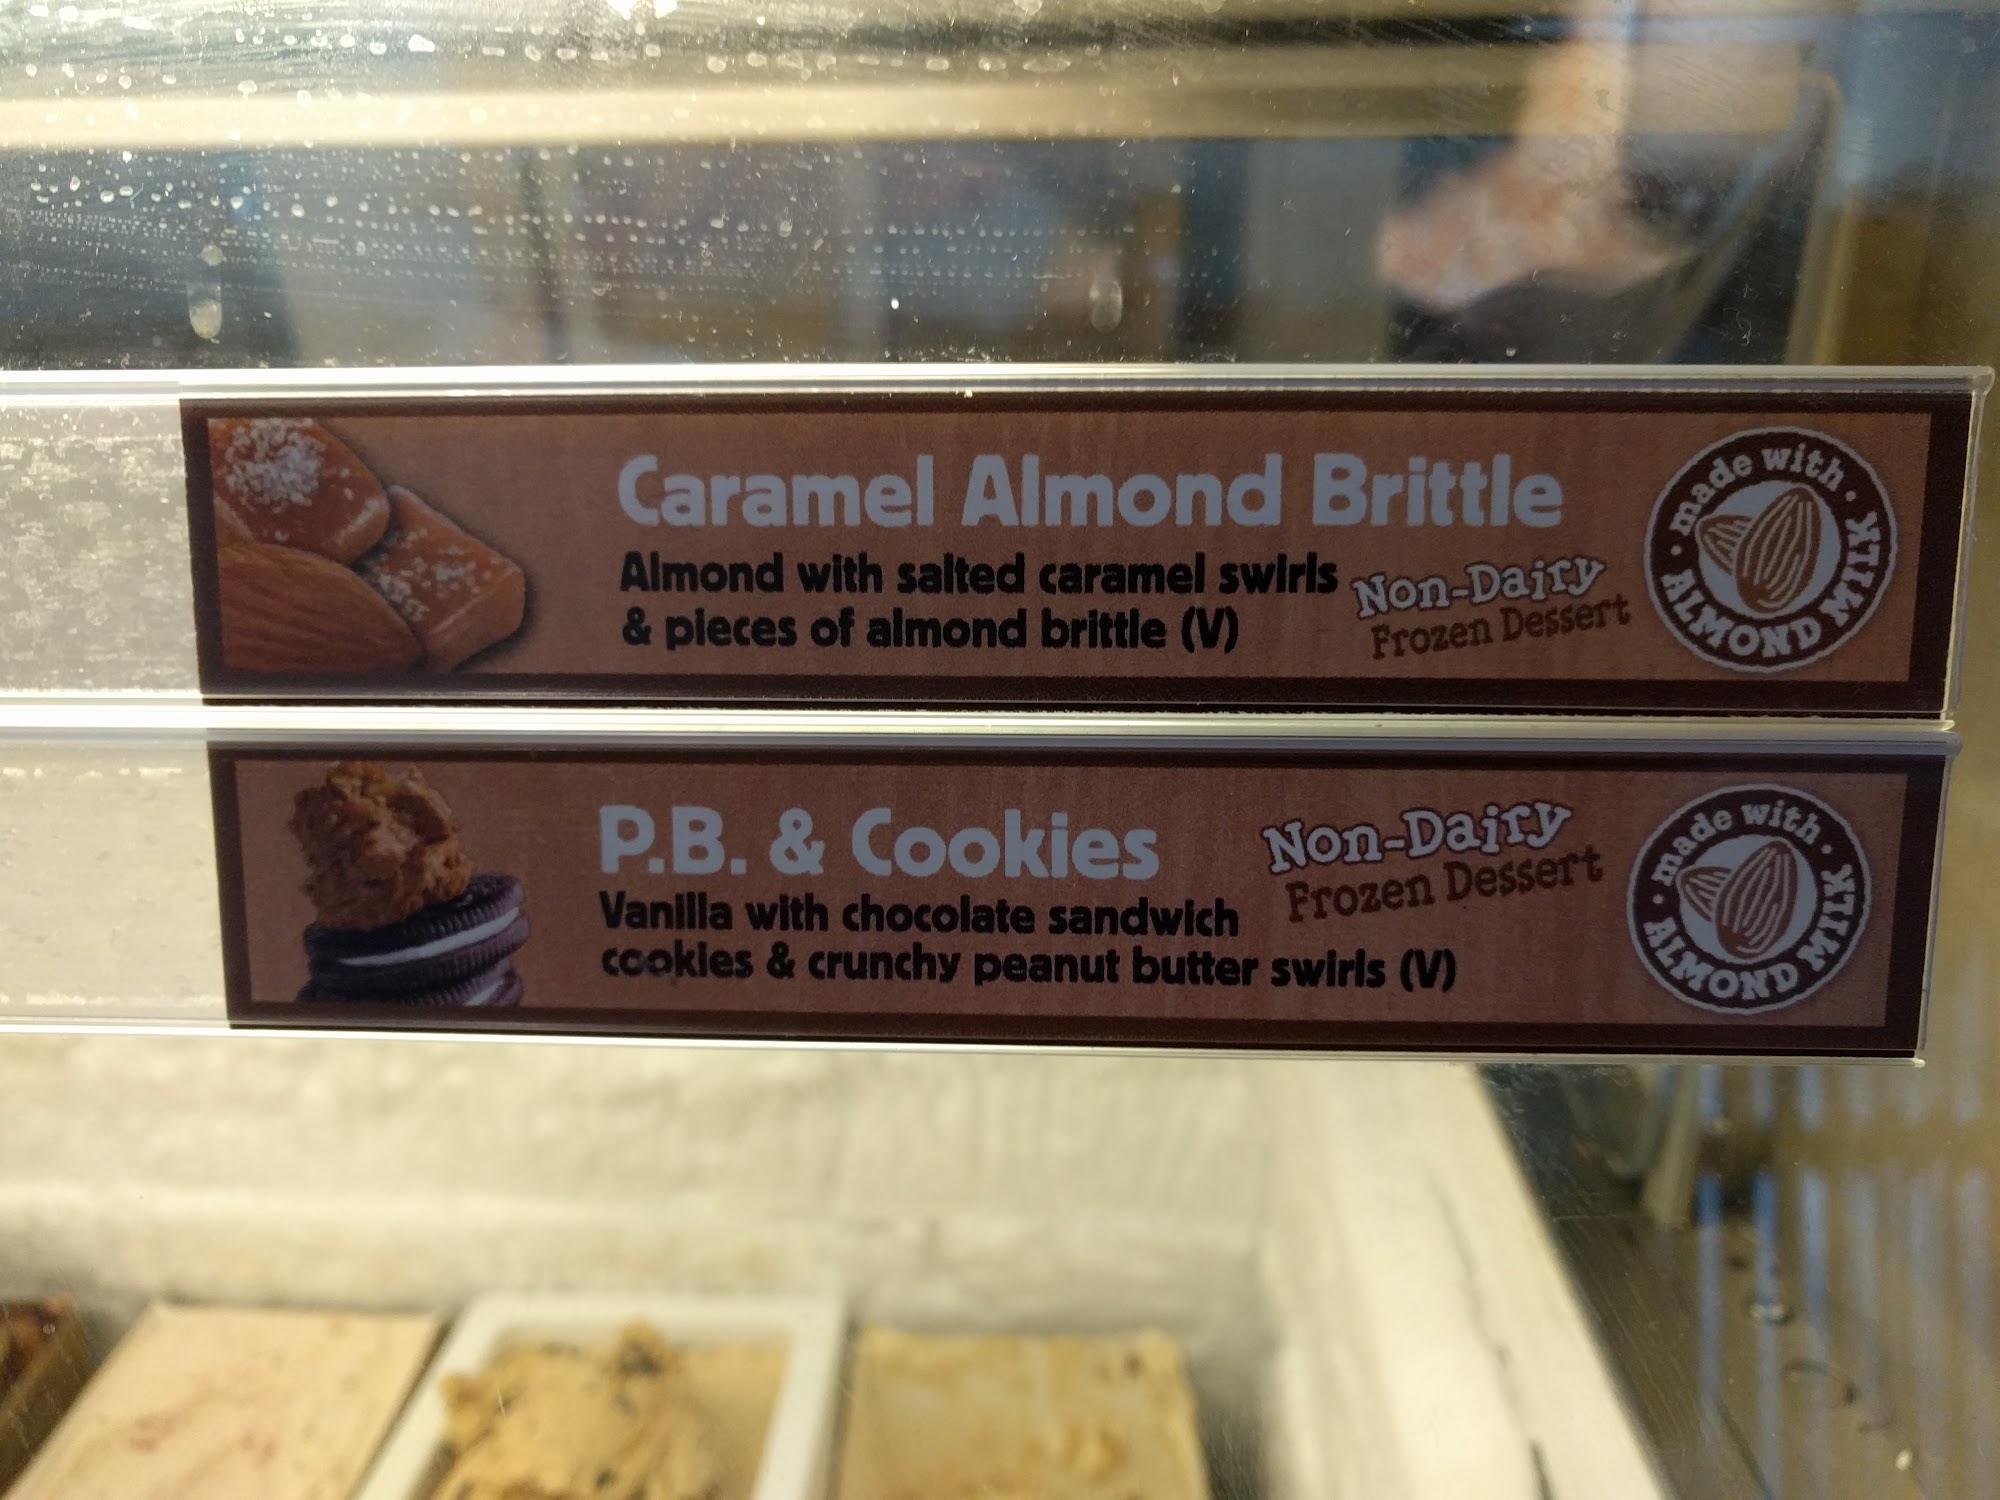 Caramel Almond Brittle
Almond with salted caramel swirls
& pieces of almond brittle (V)
Non-Dairy
Frozen Dessert
• made with •
ALMOND MILK
P.B. & Cookies
Vanilla with chocolate sandwich
cookies & crunchy peanut butter swirls (V)
Non-Dairy
Frozen Dessert
• made with •
ALMOND MILK